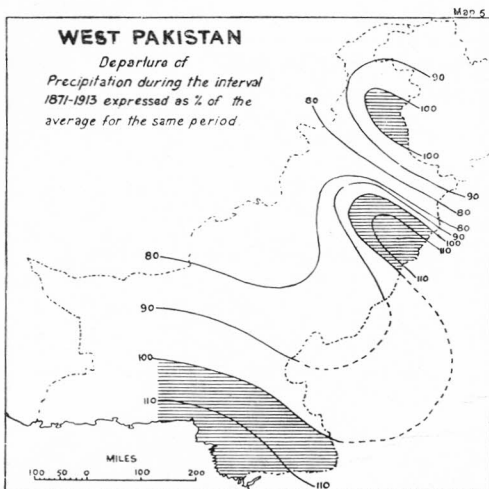 Map 5
WEST PAKISTAN
Departure of
Precipitation during the interval
1871-1913 expressed as % of the
average for the same period
90
80
100
100
90
80
80
90
100
110
80
110
90
100
110
MILES
100 50 0 100 200
110